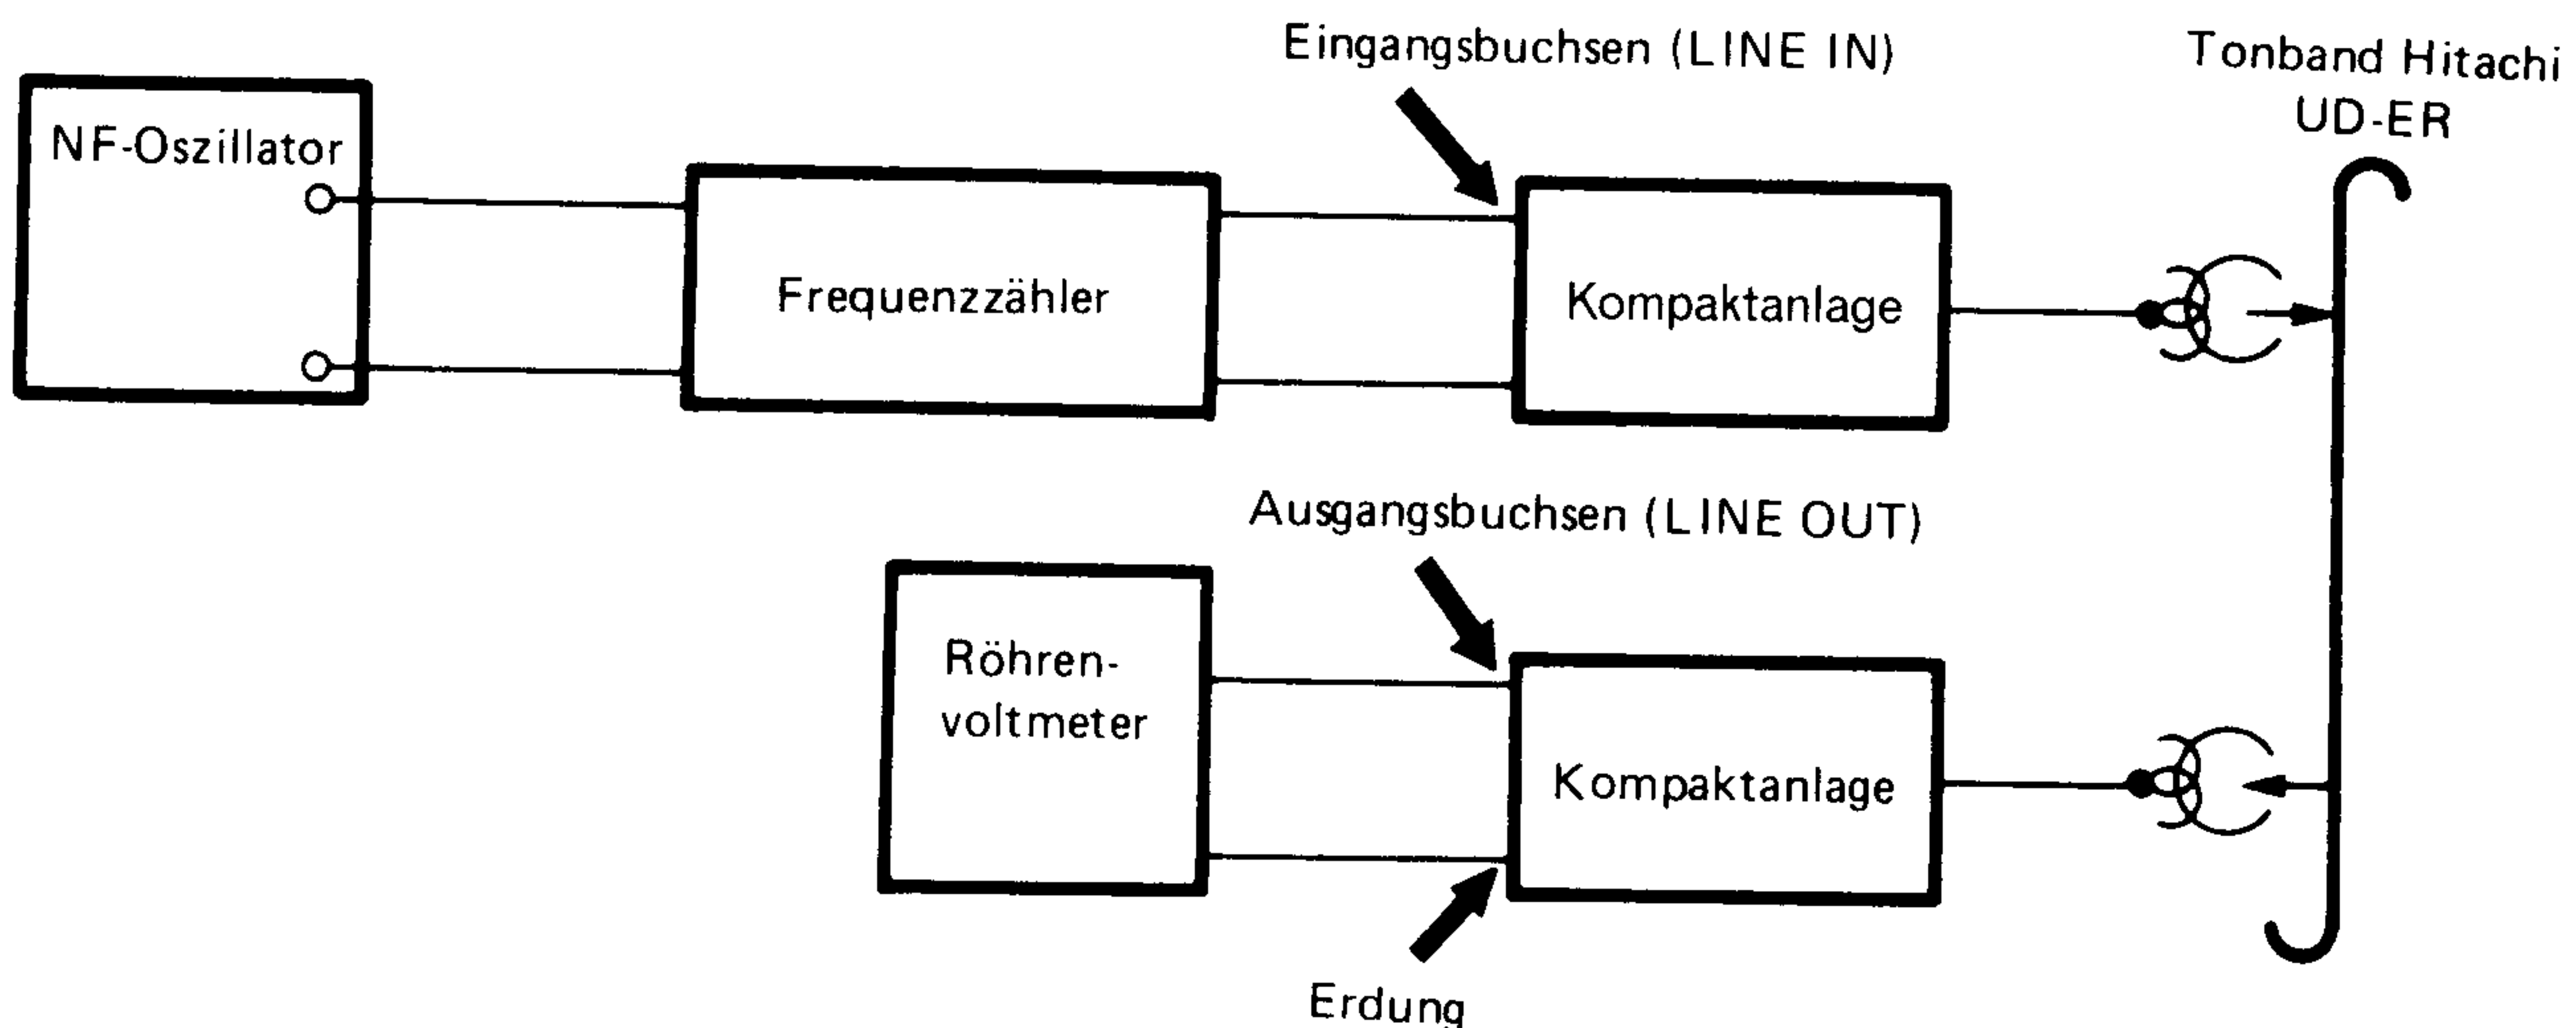 Eingangsbuchsen (LINE IN)
Tonband Hitachi
UD-ER
NF-Oszillator
Frequenzzähler
Kompaktanlage
Ausgangsbuchsen (LINE OUT)
Röhren-
voltmeter
Kompaktanlage
Erdung